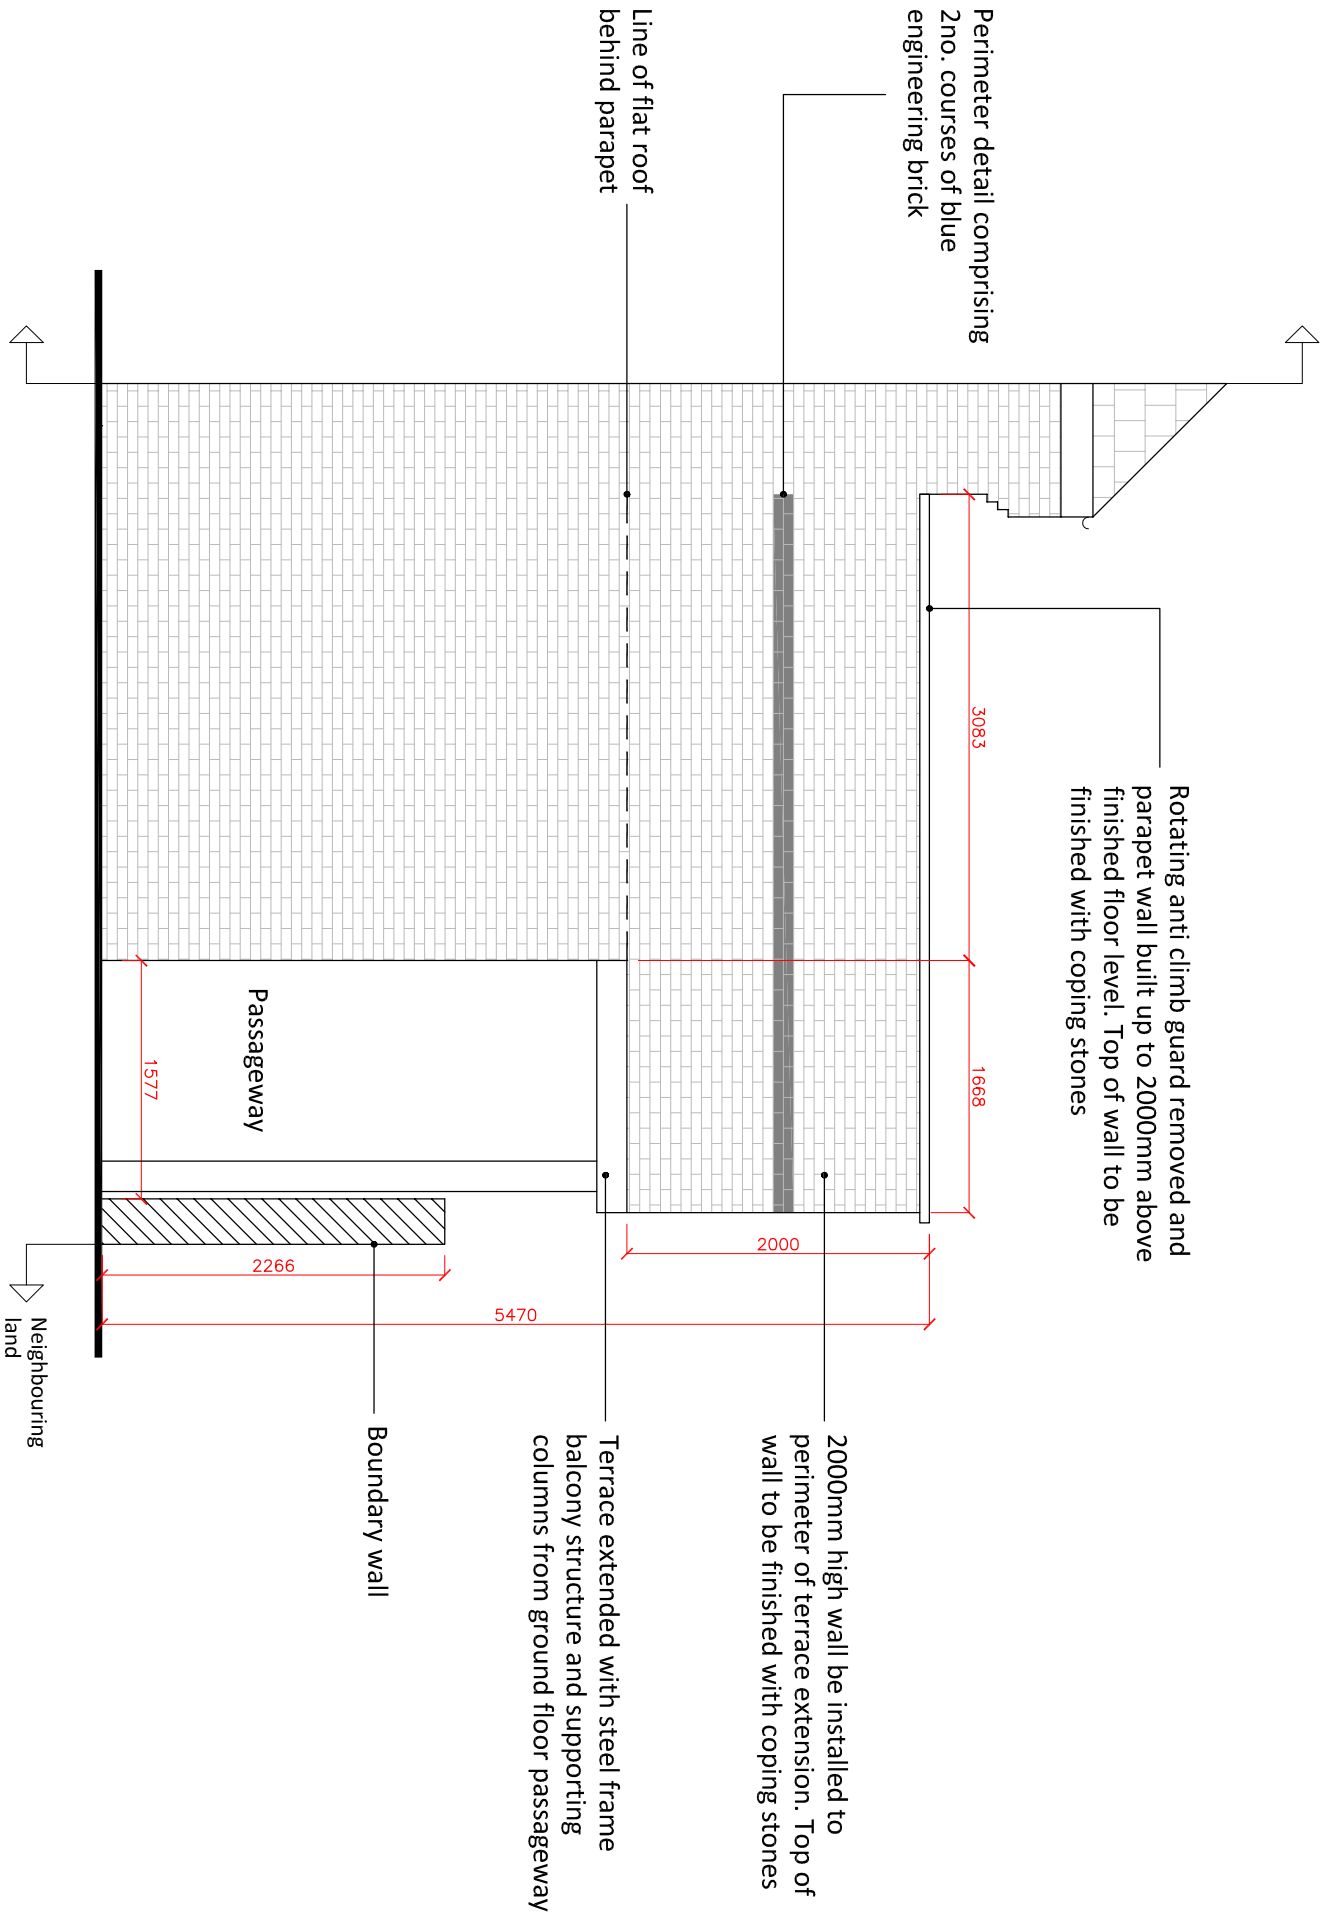 Perimeter detail comprising
2no. courses of blue
engineering brick
Line of flat roof
behind parapet
Rotating anti climb guard removed and
parapet wall built up to 2000mm above
finished floor level. Top of wall to be
finished with coping stones
3083
1668
Passageway
1577
2000
2266
5470
2000mm high wall be installed to
perimeter of terrace extension. Top of
wall to be finished with coping stones
Terrace extended with steel frame
balcony structure and supporting
columns from ground floor passageway
Boundary wall
Neighbouring
land